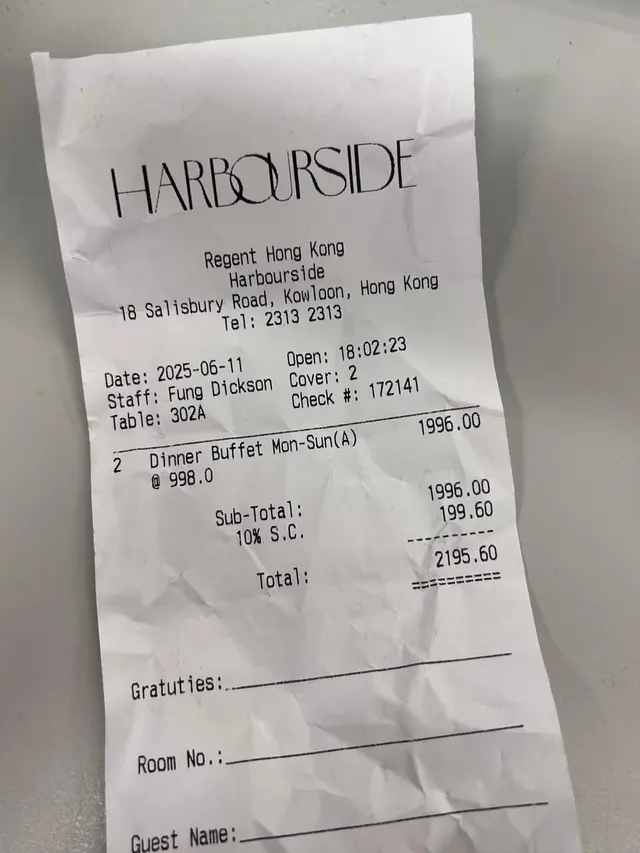 HARBOURSIDE
Regent Hong Kong
Harbourside
18 Salisbury Road, Kowloon, Hong Kong
Tel: 2313 2313
Date: 2025-06-11 Open: 18:02:23
Staff: Fung Dickson Cover: 2
Table: 302A Check #: 172141
2 Dinner Buffet Mon-Sun(A) 1996.00
@ 998.0
Sub-Total: 1996.00
10% S.C. 199.60
----------
Total: 2195.60
==========
Gratuties:
Room No.:
Guest Name: